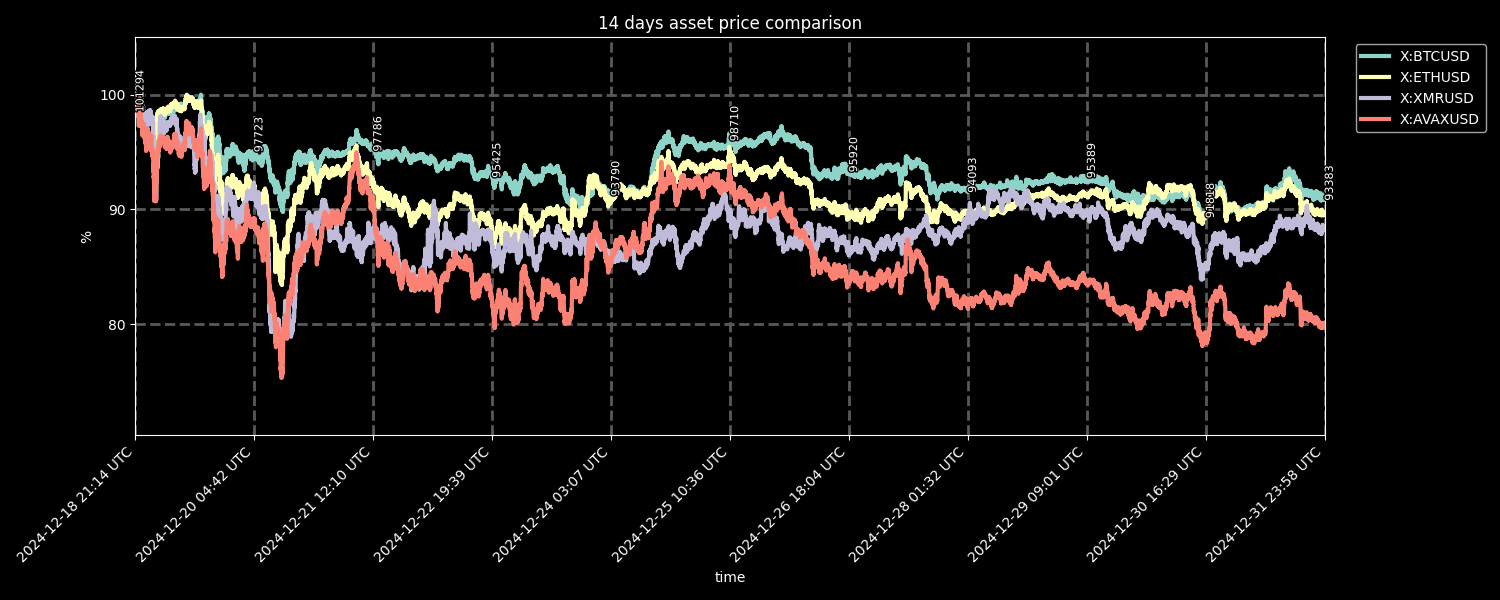 14 days asset price comparison
X:BTCUSD
X:ETHUSD
X:XMRUSD
X:AVAXUSD
100
90
80
%
101294
97723
97786
95425
93790
98710
95920
94093
95389
91818
93383
2024-12-18 21:14 UTC
2024-12-20 04:42 UTC
2024-12-21 12:10 UTC
2024-12-22 19:39 UTC
2024-12-24 03:07 UTC
2024-12-25 10:36 UTC
2024-12-26 18:04 UTC
2024-12-28 01:32 UTC
2024-12-29 09:01 UTC
2024-12-30 16:29 UTC
2024-12-31 23:58 UTC
time